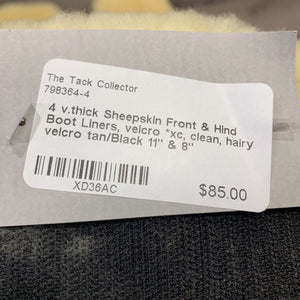 The Tack Collector
798364-4
4 v.thick Sheepskin Front & HInd
Boot Liners, velcro *xc, clean, hairy
velcro tan/Black 11" & 8"
XD36AC
$85.00